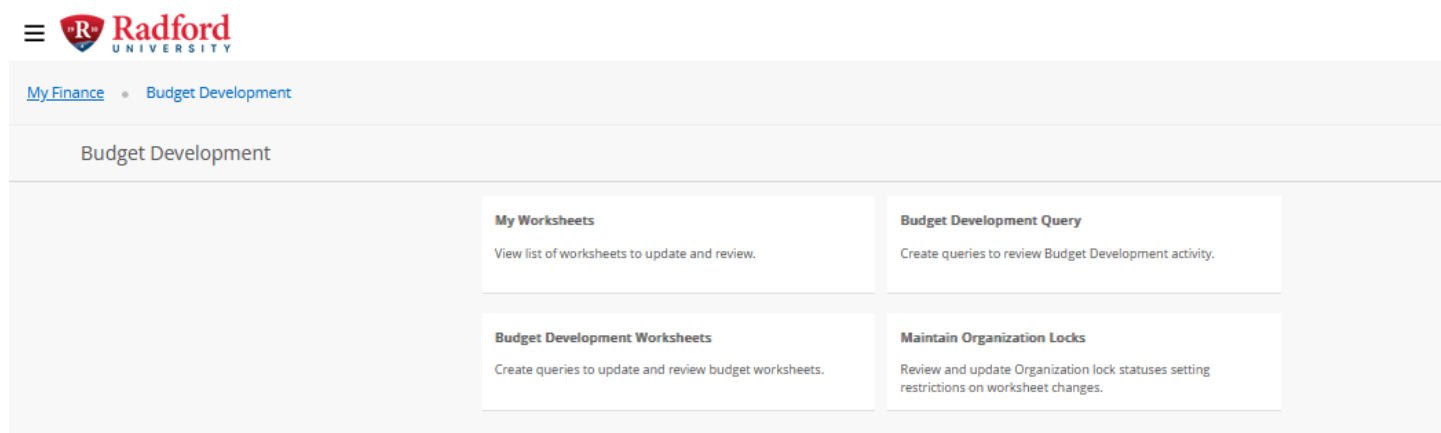 Radford
UNIVERSITY
My Finance • Budget Development
Budget Development
My Worksheets
View list of worksheets to update and review.
Budget Development Query
Create queries to review Budget Development activity.
Budget Development Worksheets
Create queries to update and review budget worksheets.
Maintain Organization Locks
Review and update Organization lock statuses setting
restrictions on worksheet changes.